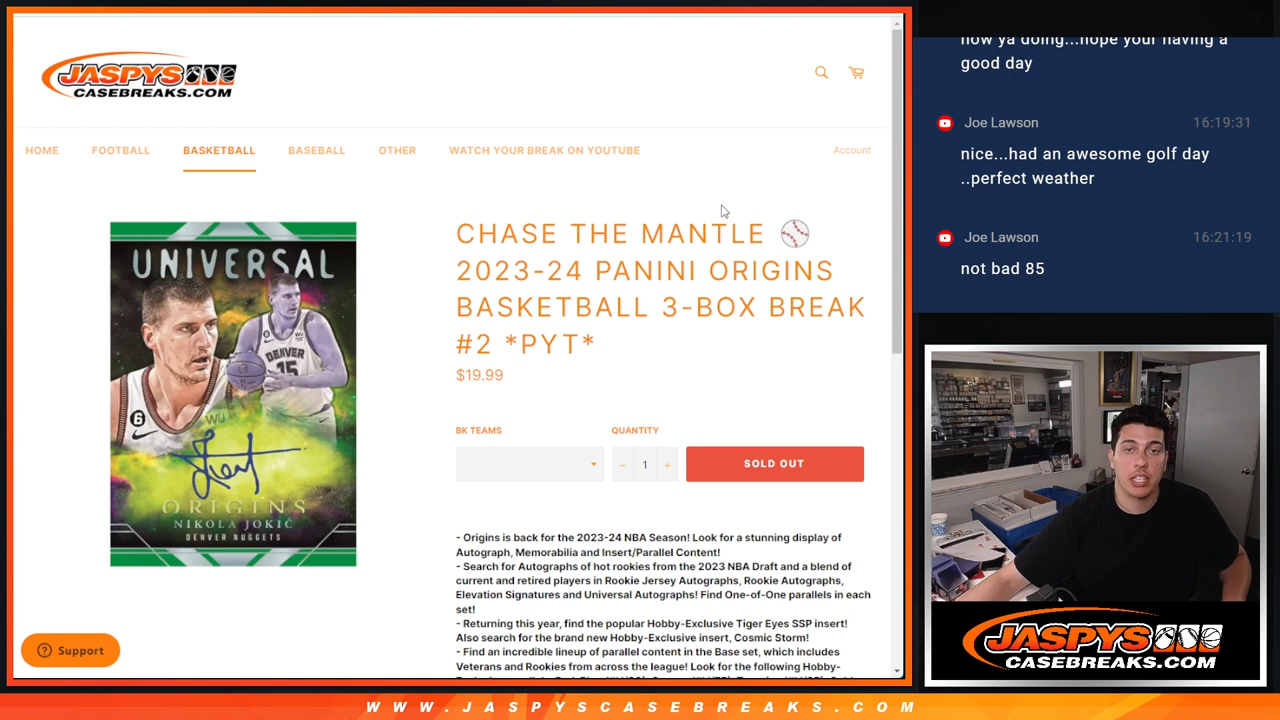 JASPYS
CASEBREAKS.COM
HOME FOOTBALL BASKETBALL BASEBALL OTHER WATCH YOUR BREAK ON YOUTUBE Account
UNIVERSAL
DENVER
15
6
ORIGINS
NIKOLA JOKIĆ
DENVER NUGGETS
CHASE THE MANTLE
2023-24 PANINI ORIGINS
BASKETBALL 3-BOX BREAK
#2 *PYT*
$19.99
BK TEAMS QUANTITY
− 1 + SOLD OUT
- Origins is back for the 2023-24 NBA Season! Look for a stunning display of
Autograph, Memorabilia and Insert/Parallel Content!
- Search for Autographs of hot rookies from the 2023 NBA Draft and a blend of
current and retired players in Rookie Jersey Autographs, Rookie Autographs,
Elevation Signatures and Universal Autographs! Find One-of-One parallels in each
set!
- Returning this year, find the popular Hobby-Exclusive Tiger Eyes SSP insert!
Also search for the brand new Hobby-Exclusive insert, Cosmic Storm!
- Find an incredible lineup of parallel content in the Base set, which includes
Veterans and Rookies from across the league! Look for the following Hobby-
Support
how ya doing...hope your having a
good day
Joe Lawson 16:19:31
nice...had an awesome golf day
..perfect weather
Joe Lawson 16:21:19
not bad 85
JASPYS
CASEBREAKS.COM
WWW.JASPYSCASEBREAKS.COM